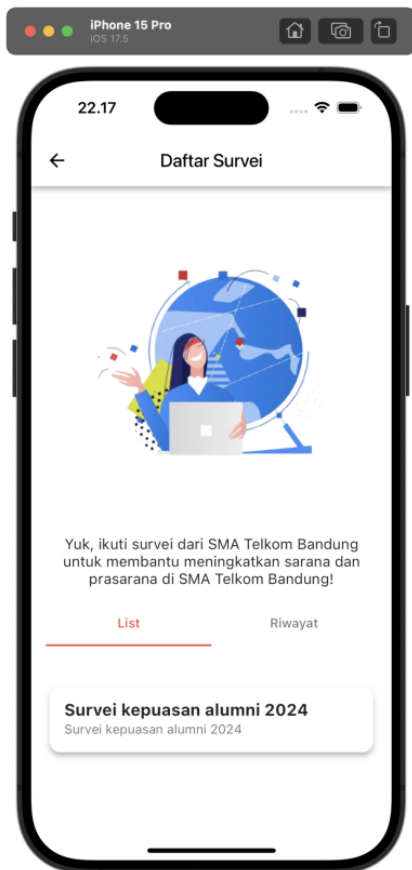 iPhone 15 Pro
iOS 17.5
22.17
Daftar Survei
Yuk, ikuti survei dari SMA Telkom Bandung
untuk membantu meningkatkan sarana dan
prasarana di SMA Telkom Bandung!
List Riwayat
Survei kepuasan alumni 2024
Survei kepuasan alumni 2024